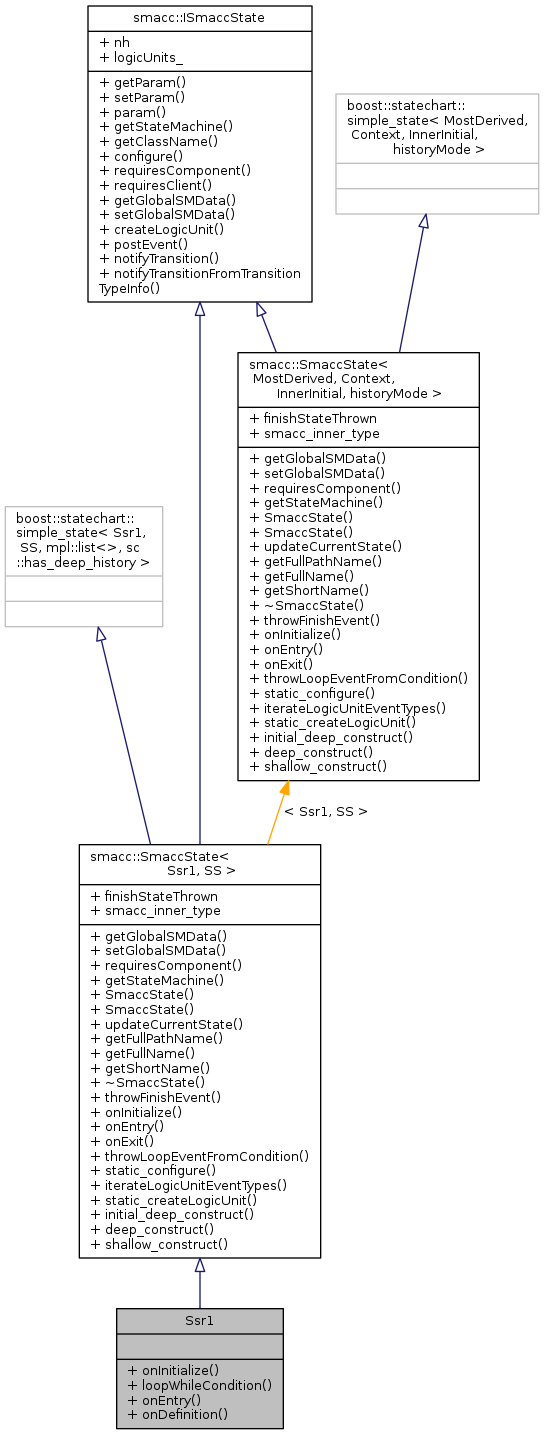 smacc::ISmaccState
+ nh
+ logicUnits_
+ getParam()
+ setParam()
+ param()
+ getStateMachine()
+ getClassName()
+ configure()
+ requiresComponent()
+ requiresClient()
+ getGlobalSMData()
+ setGlobalSMData()
+ createLogicUnit()
+ postEvent()
+ notifyTransition()
+ notifyTransitionFromTransition
TypeInfo()
boost::statechart::
simple_state< MostDerived,
Context, InnerInitial,
historyMode >
smacc::SmaccState<
MostDerived, Context,
InnerInitial, historyMode >
+ finishStateThrown
+ smacc_inner_type
+ getGlobalSMData()
+ setGlobalSMData()
+ requiresComponent()
+ getStateMachine()
+ SmaccState()
+ SmaccState()
+ updateCurrentState()
+ getFullPathName()
+ getFullName()
+ getShortName()
+ ~SmaccState()
+ throwFinishEvent()
+ onInitialize()
+ onEntry()
+ onExit()
+ throwLoopEventFromCondition()
+ static_configure()
+ iterateLogicUnitEventTypes()
+ static_createLogicUnit()
+ initial_deep_construct()
+ deep_construct()
+ shallow_construct()
boost::statechart::
simple_state< Ssr1,
SS, mpl::list<>, sc
::has_deep_history >
< Ssr1, SS >
smacc::SmaccState<
Ssr1, SS >
+ finishStateThrown
+ smacc_inner_type
+ getGlobalSMData()
+ setGlobalSMData()
+ requiresComponent()
+ getStateMachine()
+ SmaccState()
+ SmaccState()
+ updateCurrentState()
+ getFullPathName()
+ getFullName()
+ getShortName()
+ ~SmaccState()
+ throwFinishEvent()
+ onInitialize()
+ onEntry()
+ onExit()
+ throwLoopEventFromCondition()
+ static_configure()
+ iterateLogicUnitEventTypes()
+ static_createLogicUnit()
+ initial_deep_construct()
+ deep_construct()
+ shallow_construct()
Ssr1
+ onInitialize()
+ loopWhileCondition()
+ onEntry()
+ onDefinition()